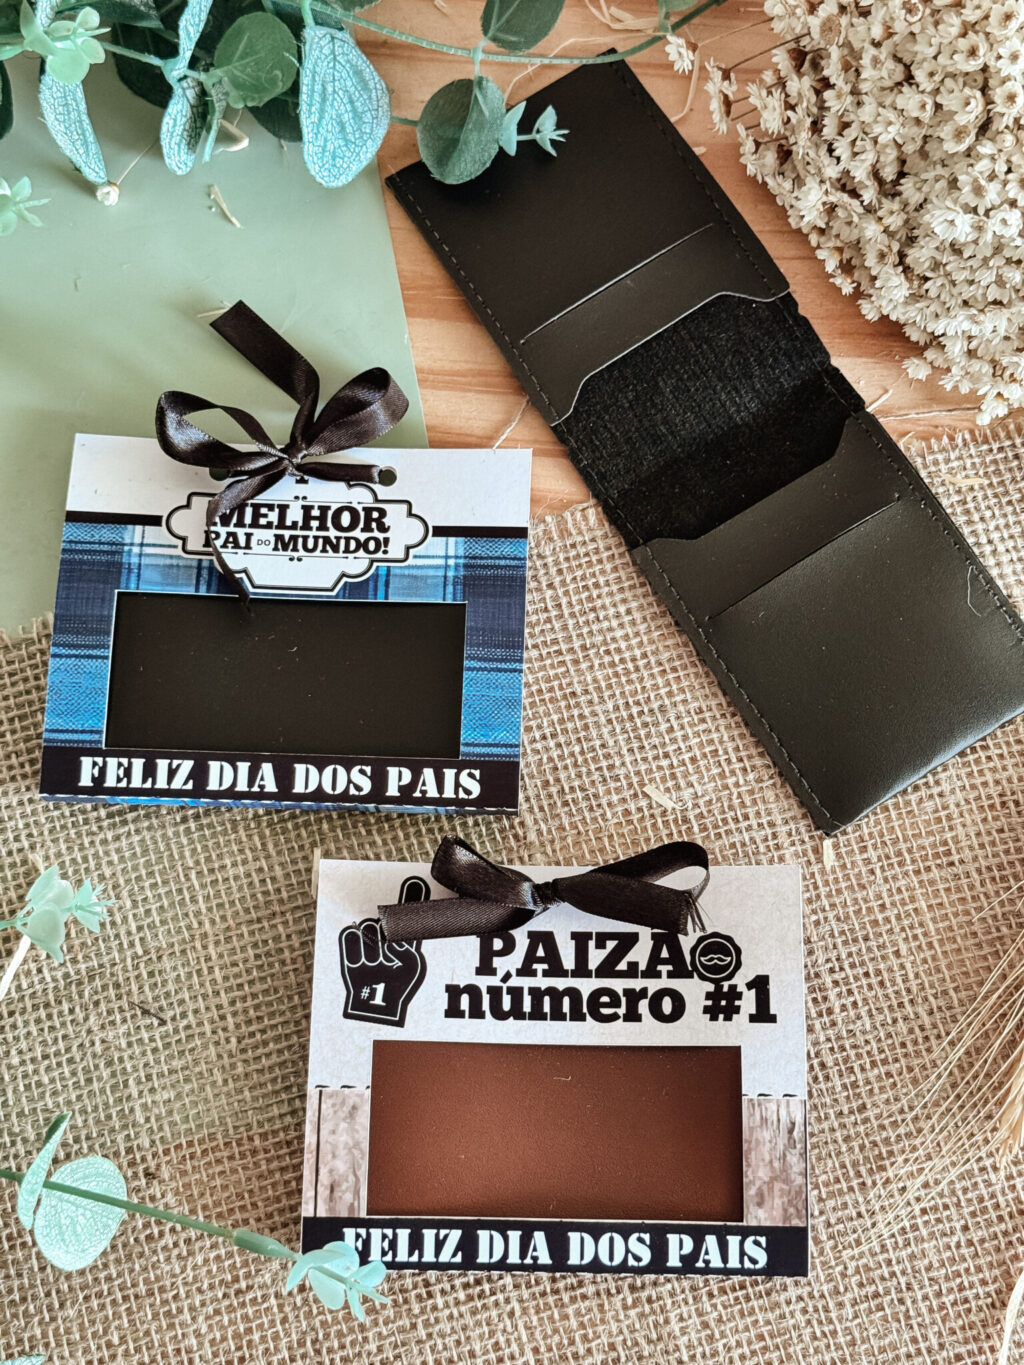 MELHOR
PAI DO MUNDO!
FELIZ DIA DOS PAIS
#1
PAIZÃO
número #1
FELIZ DIA DOS PAIS